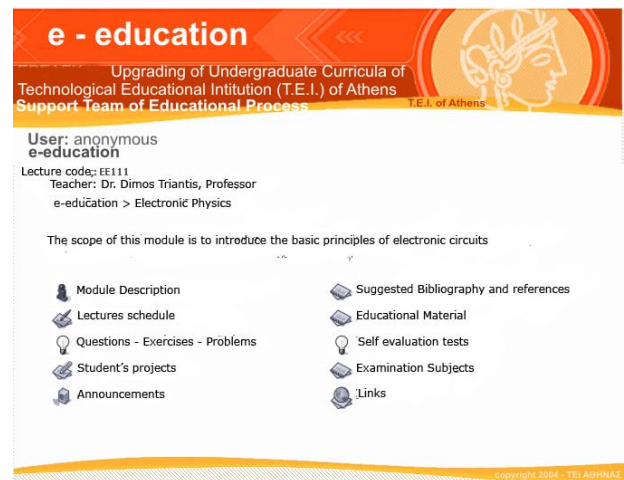 e - education
Upgrading of Undergraduate Curricula of
Technological Educational Intitution (T.E.I.) of Athens
Support Team of Educational Process
T.E.I. of Athens
User: anonymous
e-education
Lecture code,: EE111
Teacher: Dr. Dimos Triantis, Professor
e-education > Electronic Physics
The scope of this module is to introduce the basic principles of electronic circuits
Module Description
Suggested Bibliography and references
Lectures schedule
Educational Material
Questions - Exercises - Problems
Self evaluation tests
Student's projects
Examination Subjects
Announcements
Links
copyright 2004 - ΤΕΙ ΑΘΗΝΑΣ